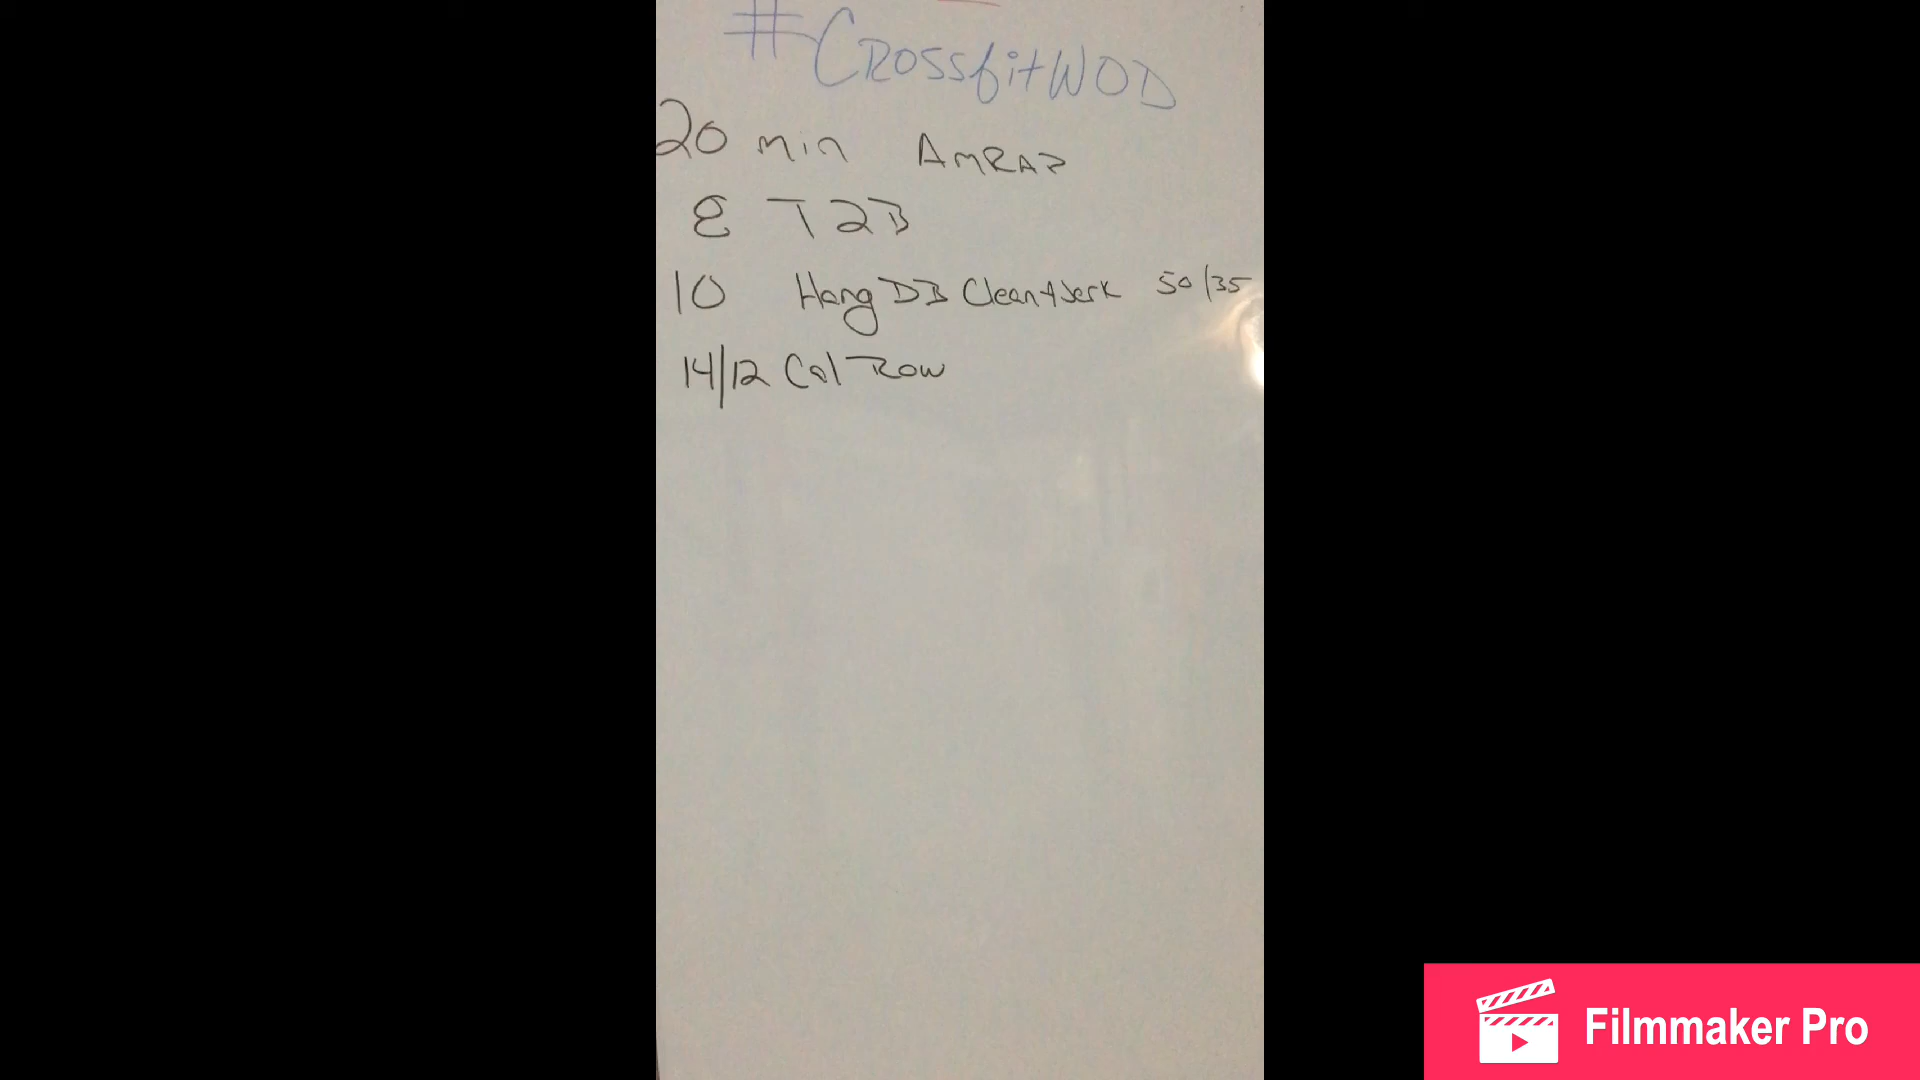 #CrossfitWOD
20 min AMRAP
8 T2B
10 Hang DB Clean+Jerk 50/35
14/12 Cal Row
Filmmaker Pro